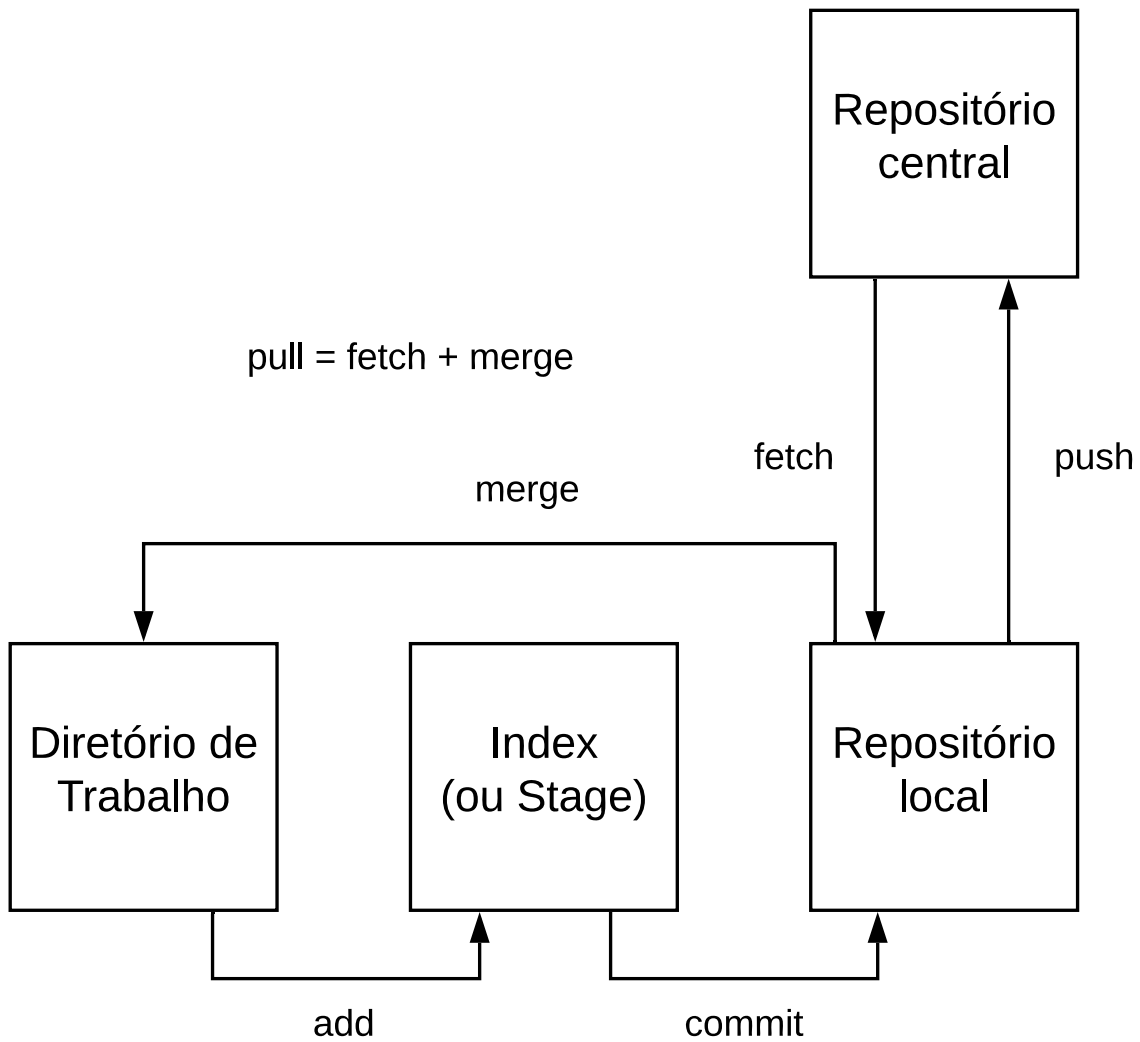 Repositório
central
pull = fetch + merge
fetch
push
merge
Diretório de
Trabalho
Index
(ou Stage)
Repositório
local
add
commit